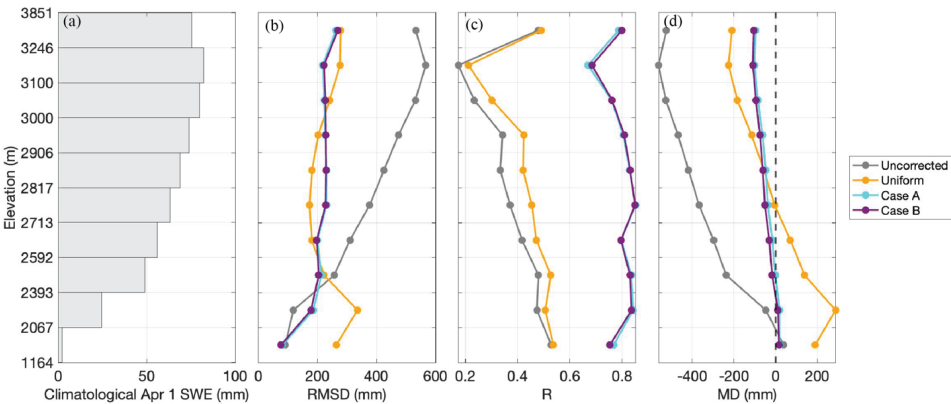 (a)
(b)
(c)
(d)
Elevation (m)
3851
3246
3100
3000
2906
2817
2713
2592
2393
2067
1164
0 50 100
Climatological Apr 1 SWE (mm)
0 200 400 600
RMSD (mm)
0.2 0.4 0.6 0.8
R
-400 -200 0 200
MD (mm)
Uncorrected
Uniform
Case A
Case B